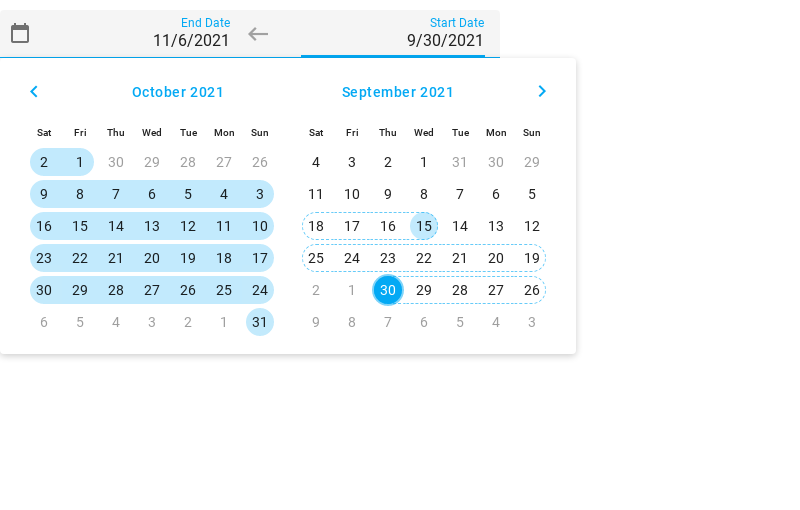 End Date Start Date
11/6/2021 9/30/2021
October 2021 September 2021
Sat Fri Thu Wed Tue Mon Sun Sat Fri Thu Wed Tue Mon Sun
2 1 30 29 28 27 26 4 3 2 1 31 30 29
9 8 7 6 5 4 3 11 10 9 8 7 6 5
16 15 14 13 12 11 10 18 17 16 15 14 13 12
23 22 21 20 19 18 17 25 24 23 22 21 20 19
30 29 28 27 26 25 24 2 1 30 29 28 27 26
6 5 4 3 2 1 31 9 8 7 6 5 4 3